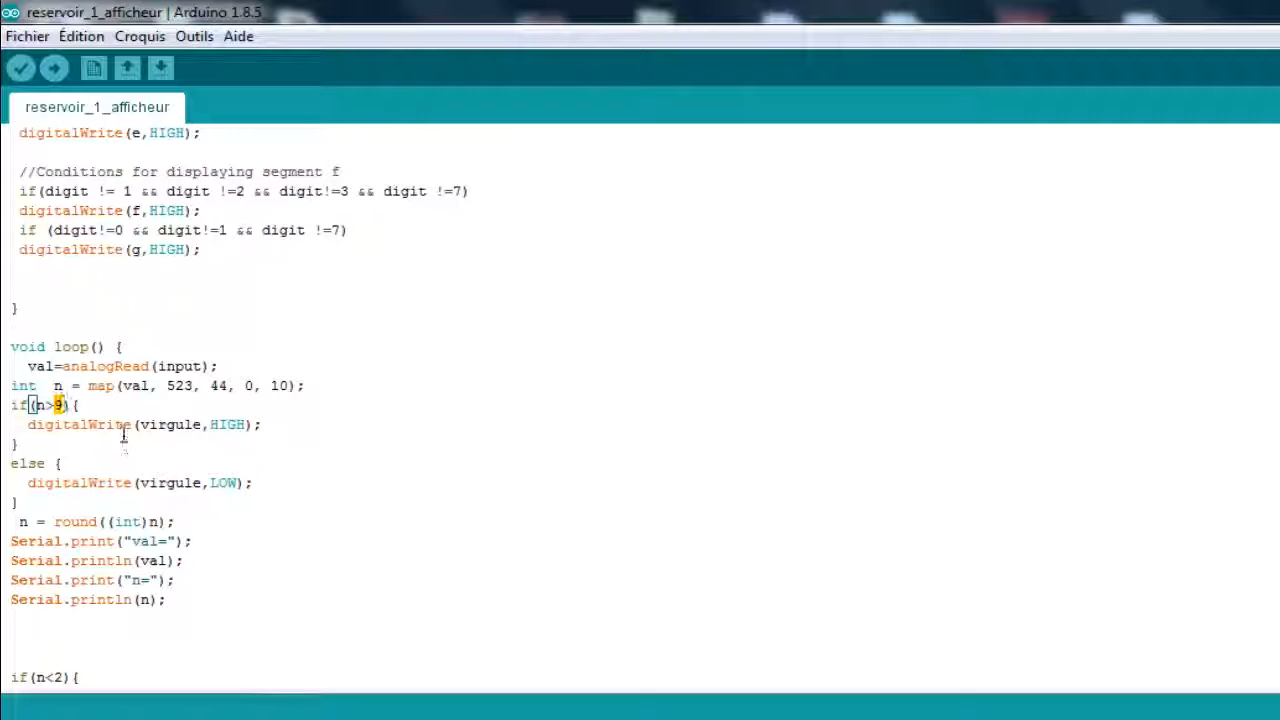 reservoir_1_afficheur | Arduino 1.8.5
Fichier Édition Croquis Outils Aide
reservoir_1_afficheur
digitalWrite(e,HIGH);
//Conditions for displaying segment f
if(digit != 1 && digit !=2 && digit!=3 && digit !=7)
digitalWrite(f,HIGH);
if (digit!=0 && digit!=1 && digit !=7)
digitalWrite(g,HIGH);
}
void loop() {
val=analogRead(input);
int n = map(val, 523, 44, 0, 10);
if(n>9){
digitalWrite(virgule,HIGH);
}
else {
digitalWrite(virgule,LOW);
}
n = round((int)n);
Serial.print("val=");
Serial.println(val);
Serial.print("n=");
Serial.println(n);
if(n<2){